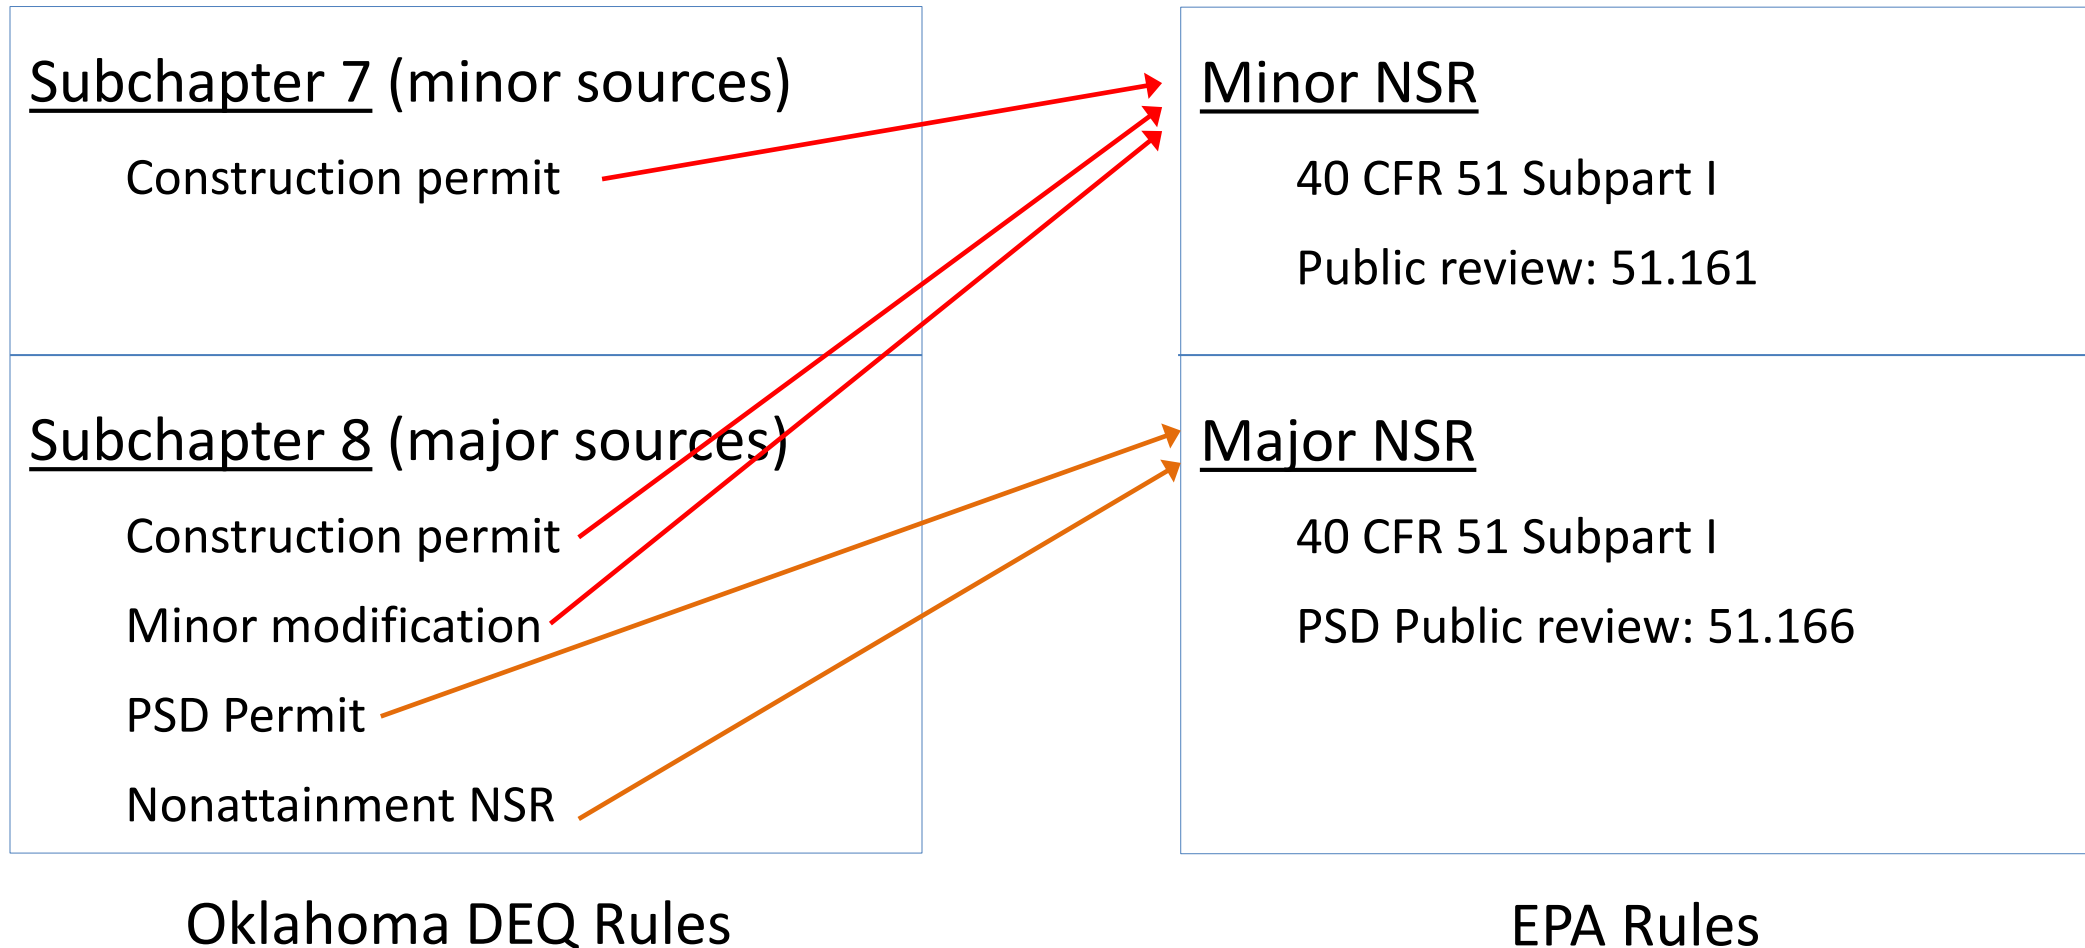 Subchapter 7 (minor sources)
Construction permit
Subchapter 8 (major sources)
Construction permit
Minor modification
PSD Permit
Nonattainment NSR
Oklahoma DEQ Rules
Minor NSR
40 CFR 51 Subpart I
Public review: 51.161
Major NSR
40 CFR 51 Subpart I
PSD Public review: 51.166
EPA Rules